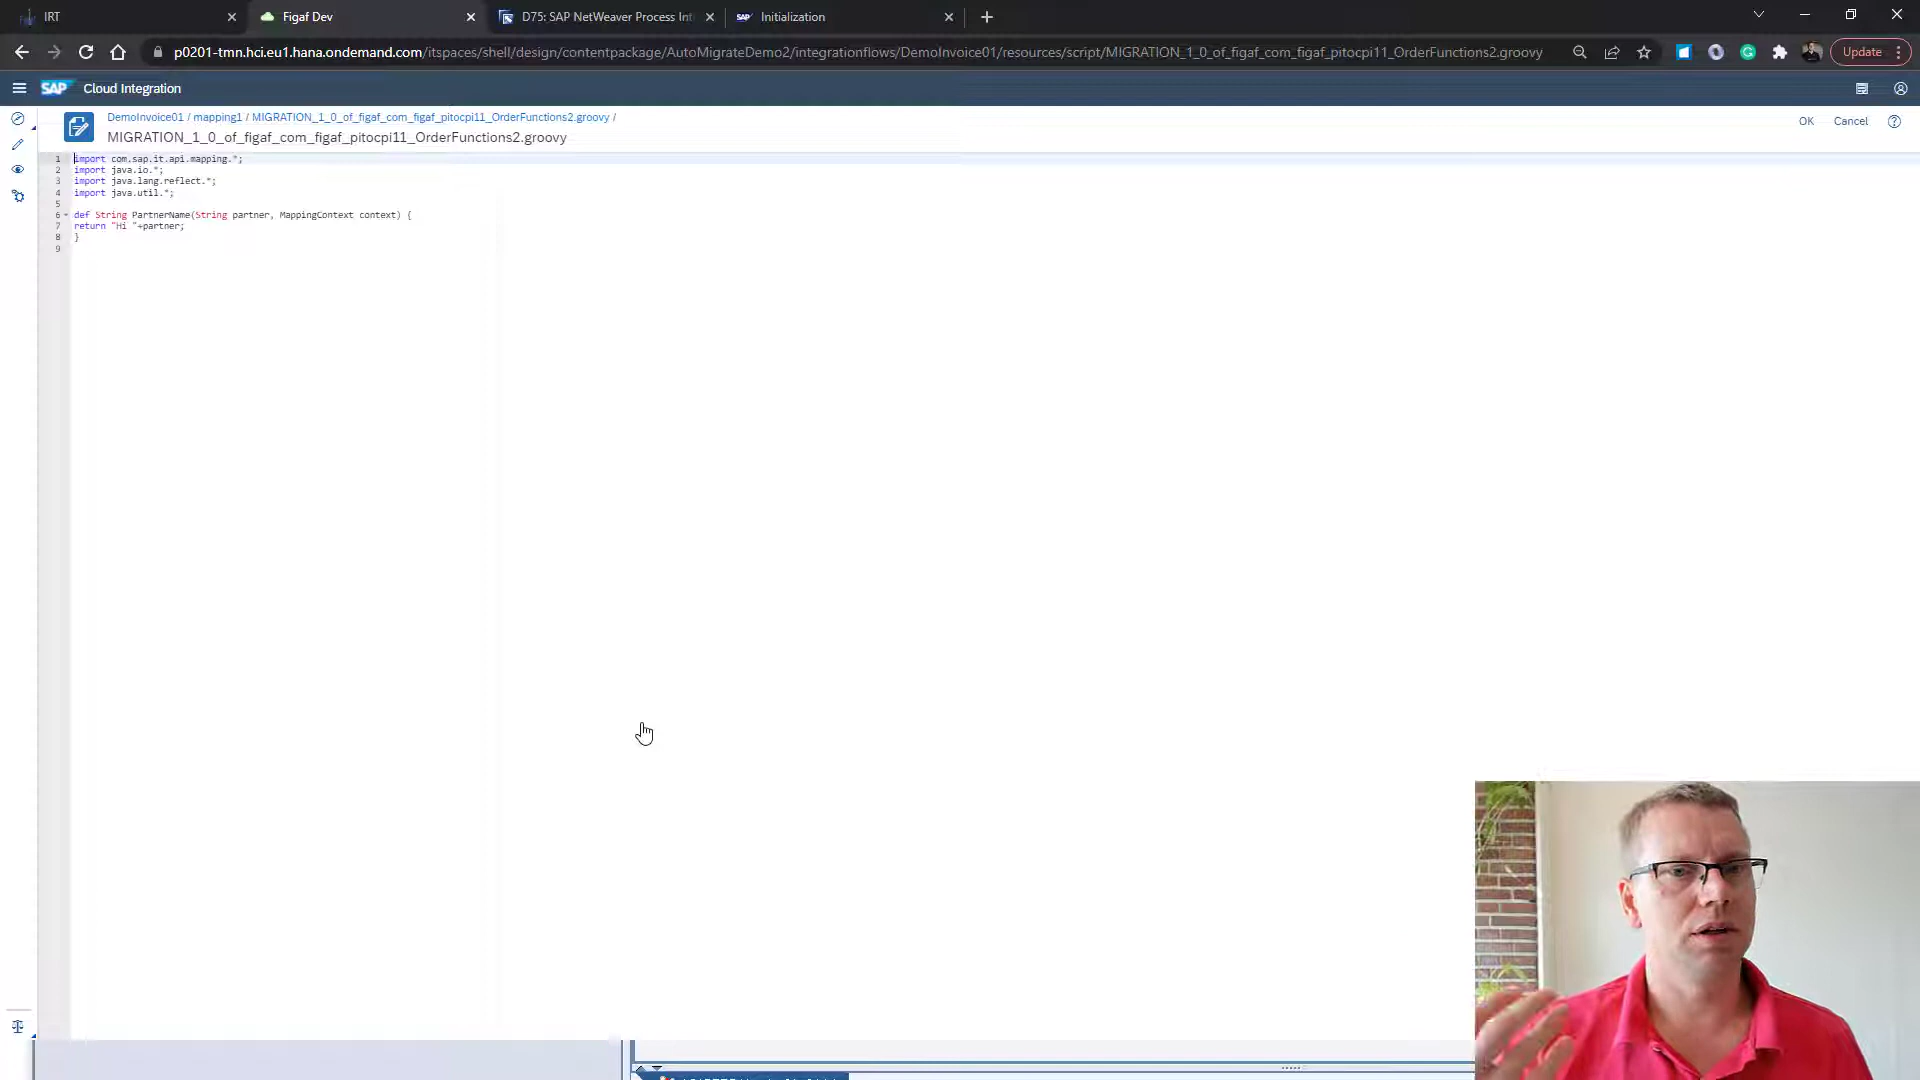 IRT
Figaf Dev
D75: SAP NetWeaver Process Int
Initialization
p0201-tmn.hci.eu1.hana.ondemand.com/itspaces/shell/design/contentpackage/AutoMigrateDemo2/integrationflows/DemoInvoice01/resources/script/MIGRATION_1_0_of_figaf_com_figaf_pitocpi11_OrderFunctions2.groovy
Update
SAP Cloud Integration
DemoInvoice01 / mapping1 / MIGRATION_1_0_of_figaf_com_figaf_pitocpi11_OrderFunctions2.groovy /
MIGRATION_1_0_of_figaf_com_figaf_pitocpi11_OrderFunctions2.groovy
OK Cancel
1 import com.sap.it.api.mapping.*;
2 import java.io.*;
3 import java.lang.reflect.*;
4 import java.util.*;
5
6 def String PartnerName(String partner, MappingContext context) {
7 return "Hi "+partner;
8 }
9